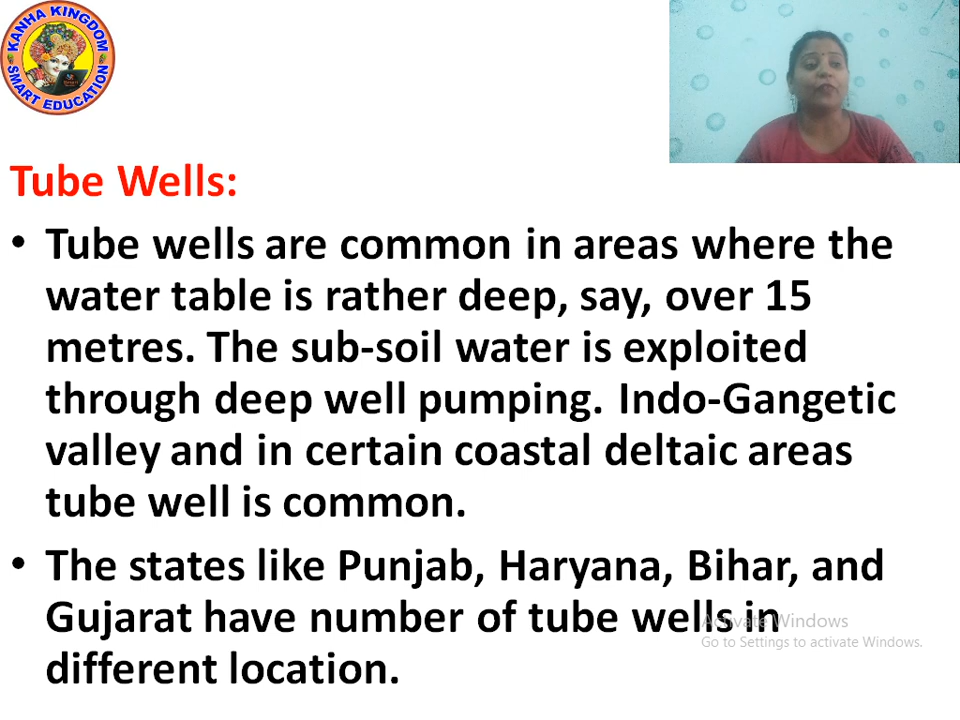 KANHA KINGDOM
SMART EDUCATION
Tube Wells:
• Tube wells are common in areas where the
water table is rather deep, say, over 15
metres. The sub-soil water is exploited
through deep well pumping. Indo-Gangetic
valley and in certain coastal deltaic areas
tube well is common.
• The states like Punjab, Haryana, Bihar, and
Gujarat have number of tube wells in
different location.
Activate Windows
Go to Settings to activate Windows.